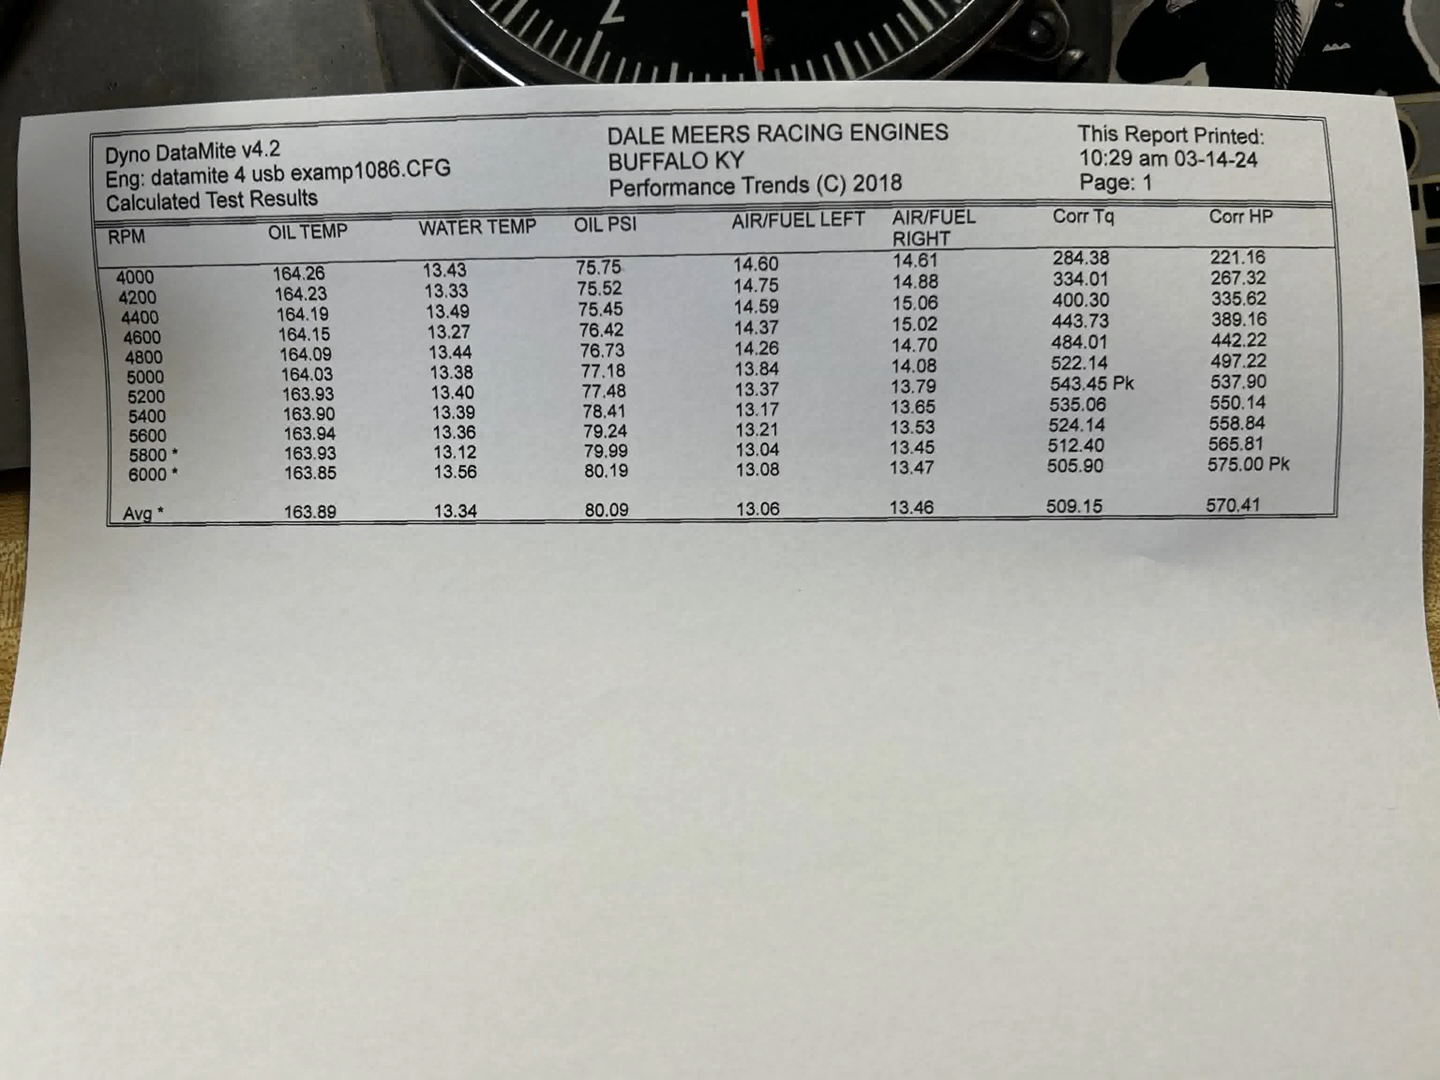 Dyno DataMite v4.2
Eng: datamite 4 usb examp1086.CFG
Calculated Test Results
DALE MEERS RACING ENGINES
BUFFALO KY
Performance Trends (C) 2018
This Report Printed:
10:29 am 03-14-24
Page: 1
RPM OIL TEMP WATER TEMP OIL PSI AIR/FUEL LEFT AIR/FUEL RIGHT Corr Tq Corr HP
4000 164.26 13.43 75.75 14.60 14.61 284.38 221.16
4200 164.23 13.33 75.52 14.75 14.88 334.01 267.32
4400 164.19 13.49 75.45 14.59 15.06 400.30 335.62
4600 164.15 13.27 76.42 14.37 15.02 443.73 389.16
4800 164.09 13.44 76.73 14.26 14.70 484.01 442.22
5000 164.03 13.38 77.18 13.84 14.08 522.14 497.22
5200 163.93 13.40 77.48 13.37 13.79 543.45 Pk 537.90
5400 163.90 13.39 78.41 13.17 13.65 535.06 550.14
5600 163.94 13.36 79.24 13.21 13.53 524.14 558.84
5800 * 163.93 13.12 79.99 13.04 13.45 512.40 565.81
6000 * 163.85 13.56 80.19 13.08 13.47 505.90 575.00 Pk
Avg * 163.89 13.34 80.09 13.06 13.46 509.15 570.41